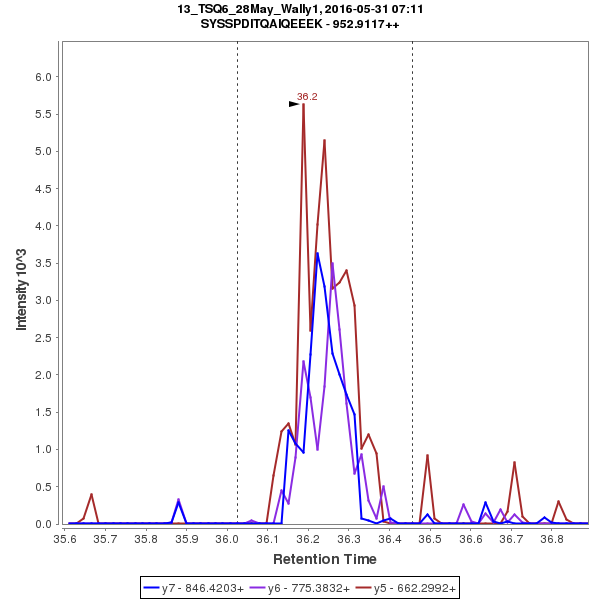 13_TSQ6_28May_Wally1, 2016-05-31 07:11
SYSSPDITQAIQEEEK - 952.9117++
36.2
6.0
5.5
5.0
4.5
4.0
3.5
3.0
2.5
2.0
1.5
1.0
0.5
0.0
Intensity 10^3
35.6 35.7 35.8 35.9 36.0 36.1 36.2 36.3 36.4 36.5 36.6 36.7 36.8
Retention Time
y7 - 846.4203+ y6 - 775.3832+ y5 - 662.2992+